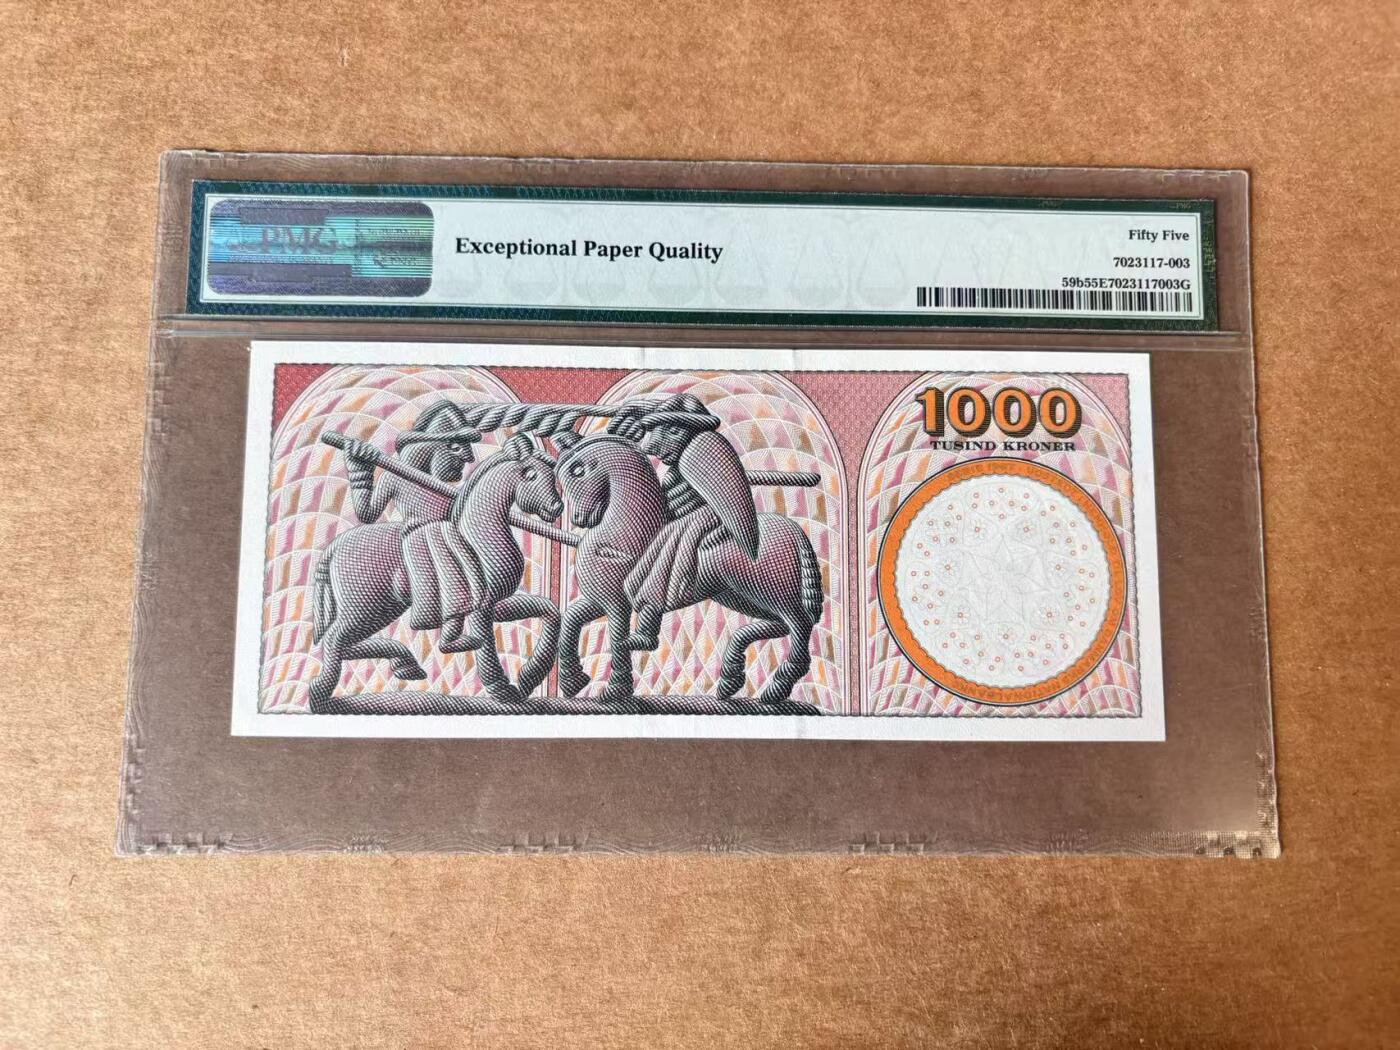 PMG
Exceptional Paper Quality
Fifty Five
7023117-003
59b55E7023117003G
1000
TUSIND KRONER